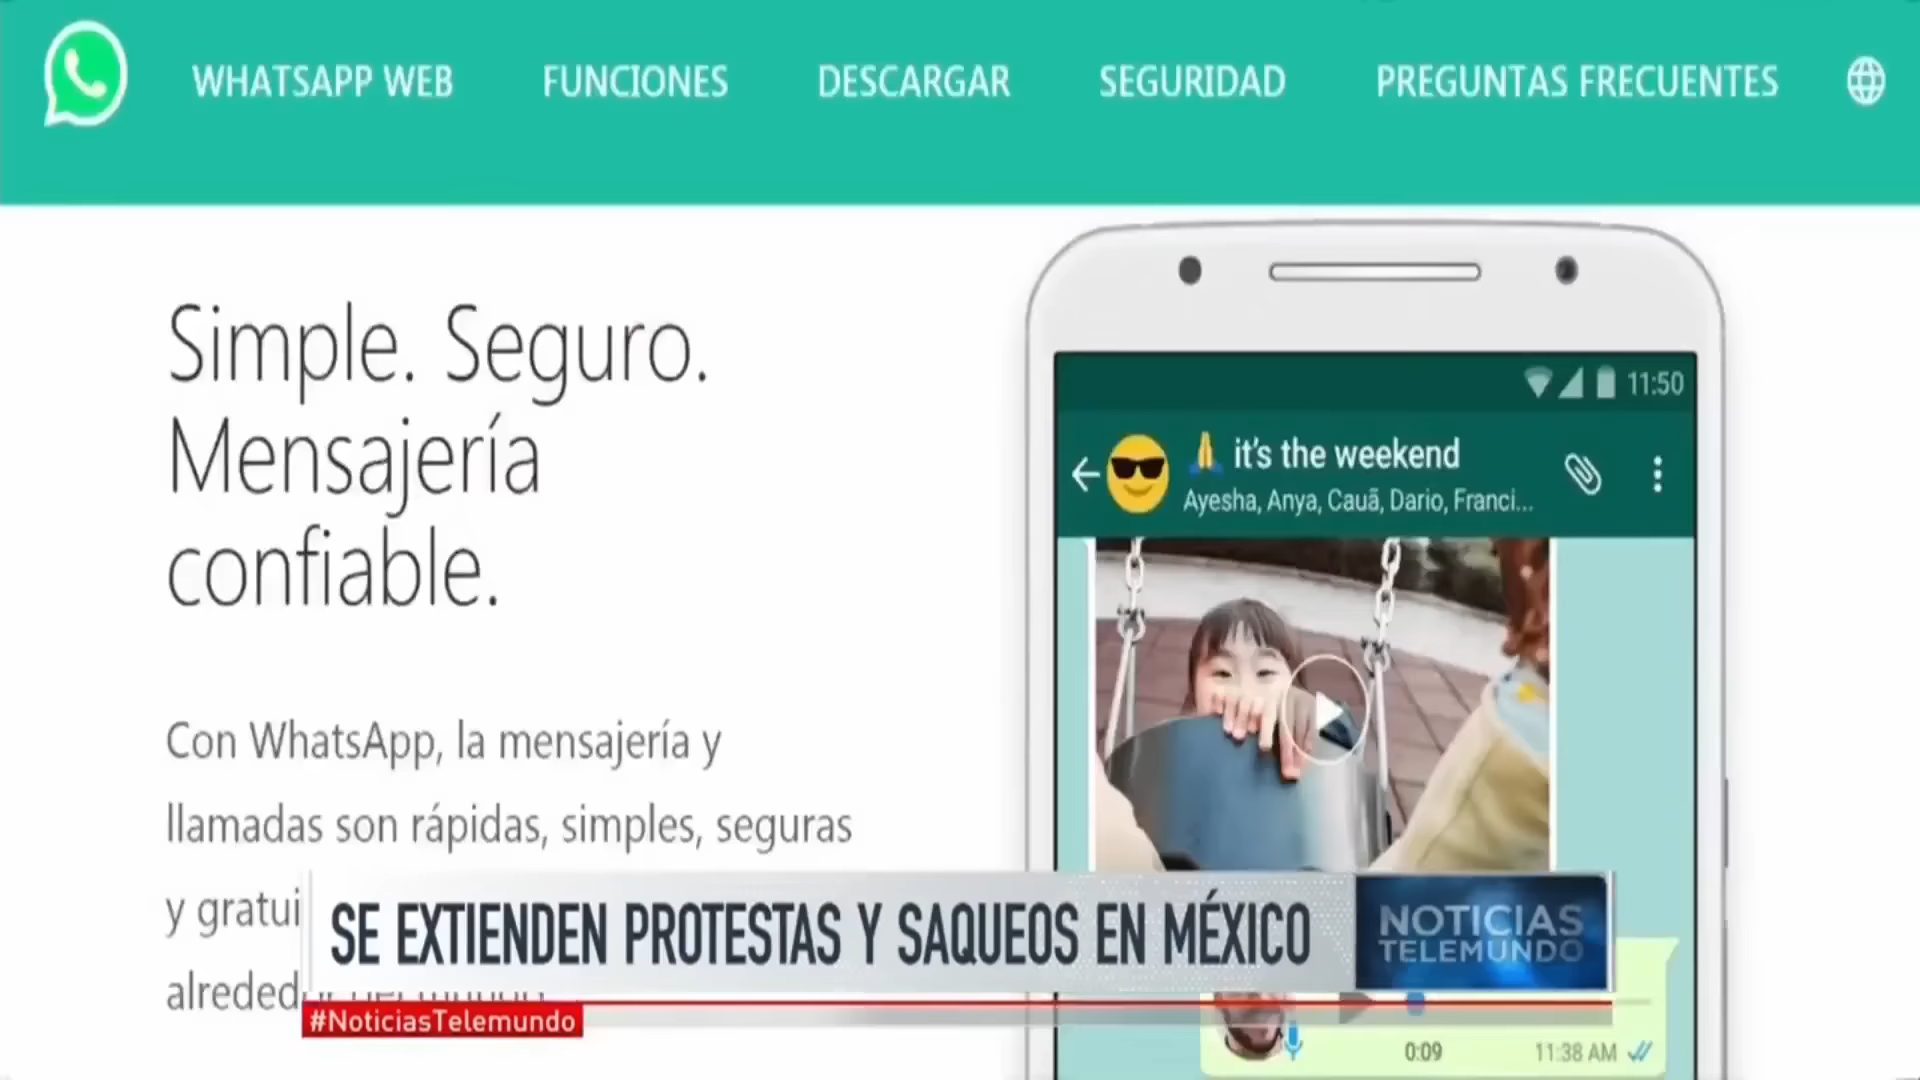 WHATSAPP WEB FUNCIONES DESCARGAR SEGURIDAD PREGUNTAS FRECUENTES
Simple. Seguro.
Mensajería
confiable.
Con WhatsApp, la mensajería y
llamadas son rápidas, simples, seguras
y gratui
alreded
11:50
🙏 it's the weekend
Ayesha, Anya, Cauã, Dario, Franci...
SE EXTIENDEN PROTESTAS Y SAQUEOS EN MÉXICO
NOTICIAS
TELEMUNDO
#NoticiasTelemundo
0:09 11:38 AM